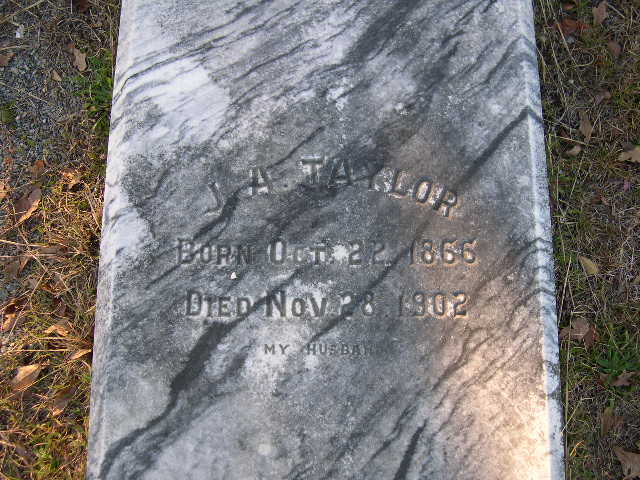 J. A. TAYLOR
BORN OCT. 22, 1866
DIED NOV. 28, 1902
MY HUSBAND